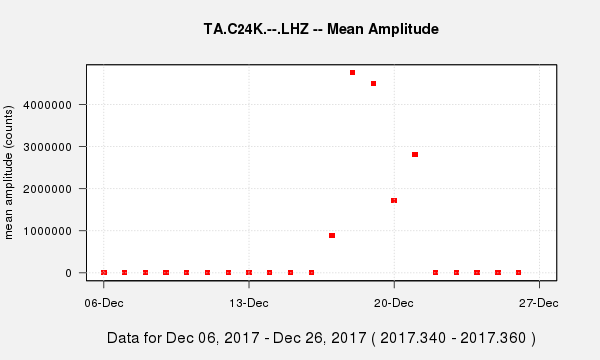 TA.C24K.--.LHZ -- Mean Amplitude
mean amplitude (counts)
4000000
3000000
2000000
1000000
0
06-Dec 13-Dec 20-Dec 27-Dec
Data for Dec 06, 2017 - Dec 26, 2017 ( 2017.340 - 2017.360 )